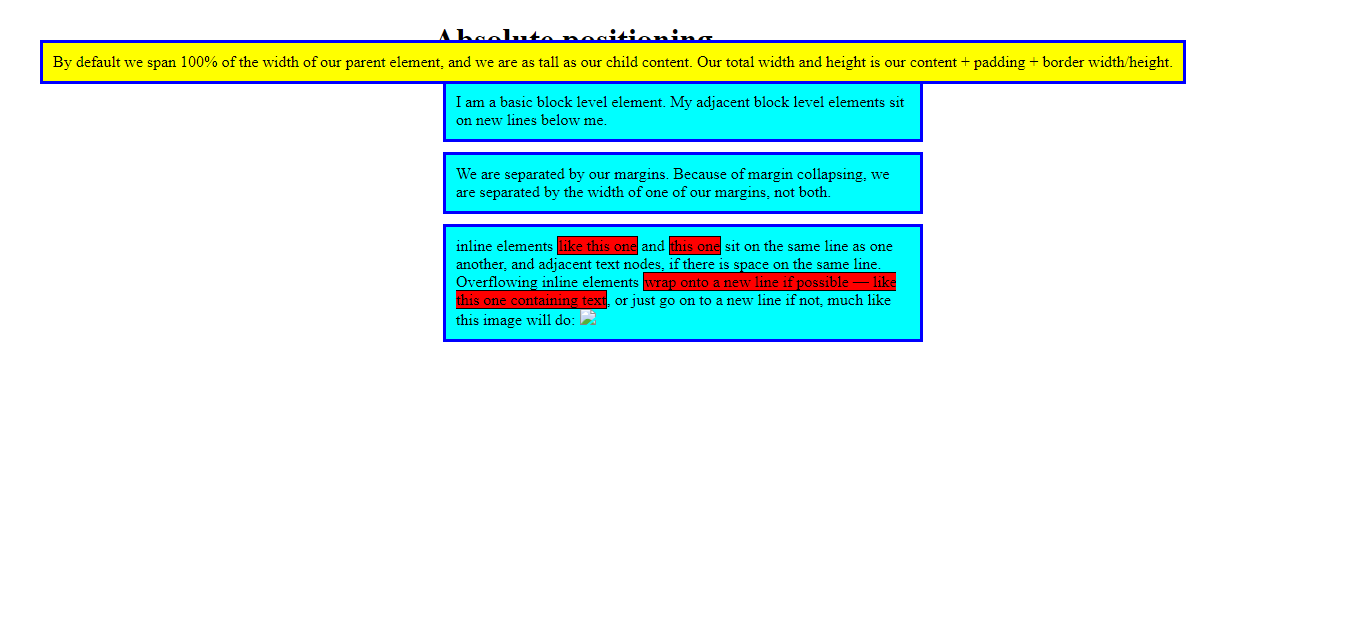 Absolute positioning
By default we span 100% of the width of our parent element, and we are as tall as our child content. Our total width and height is our content + padding + border width/height.
I am a basic block level element. My adjacent block level elements sit
on new lines below me.
We are separated by our margins. Because of margin collapsing, we
are separated by the width of one of our margins, not both.
inline elements like this one and this one sit on the same line as one
another, and adjacent text nodes, if there is space on the same line.
Overflowing inline elements wrap onto a new line if possible — like
this one containing text, or just go on to a new line if not, much like
this image will do: